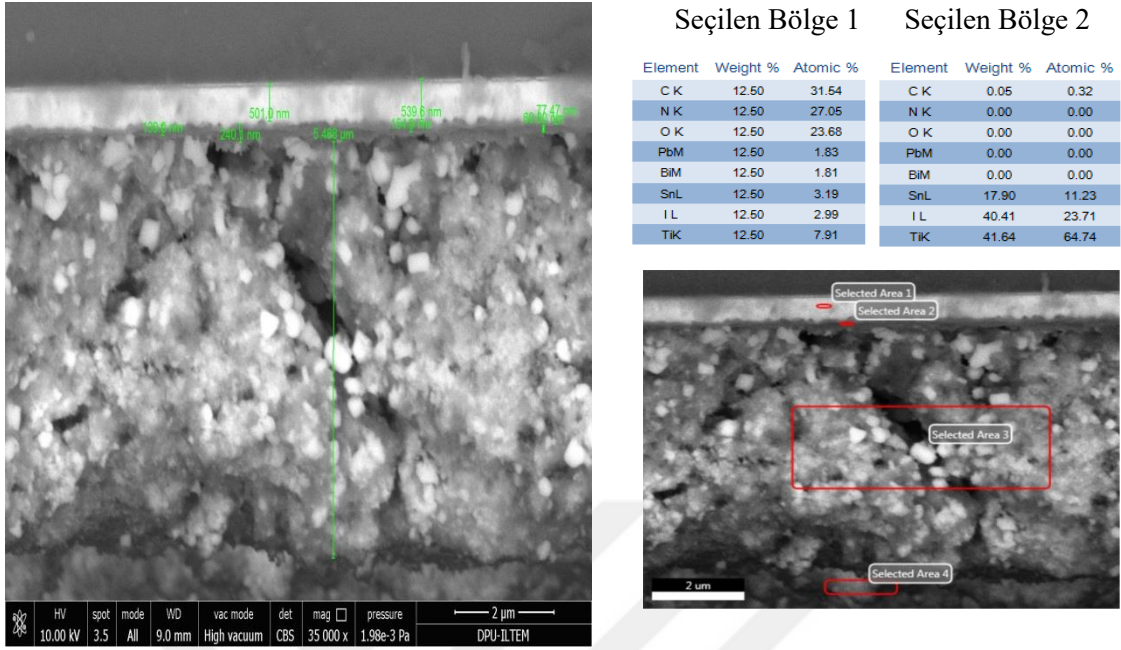 Seçilen Bölge 1 Seçilen Bölge 2
501.0 nm
539.6 nm
77.47 nm
240.1 nm
5.486 µm
Element Weight % Atomic %
C K 12.50 31.54
N K 12.50 27.05
O K 12.50 23.68
PbM 12.50 1.83
BiM 12.50 1.81
SnL 12.50 3.19
I L 12.50 2.99
TiK 12.50 7.91
Element Weight % Atomic %
C K 0.05 0.32
N K 0.00 0.00
O K 0.00 0.00
PbM 0.00 0.00
BiM 0.00 0.00
SnL 17.90 11.23
I L 40.41 23.71
TiK 41.64 64.74
Selected Area 1
Selected Area 2
Selected Area 3
Selected Area 4
2 um
HV spot mode WD vac mode det mag pressure 2 µm
10.00 kV 3.5 All 9.0 mm High vacuum CBS 35 000 x 1.98e-3 Pa DPU-ILTEM